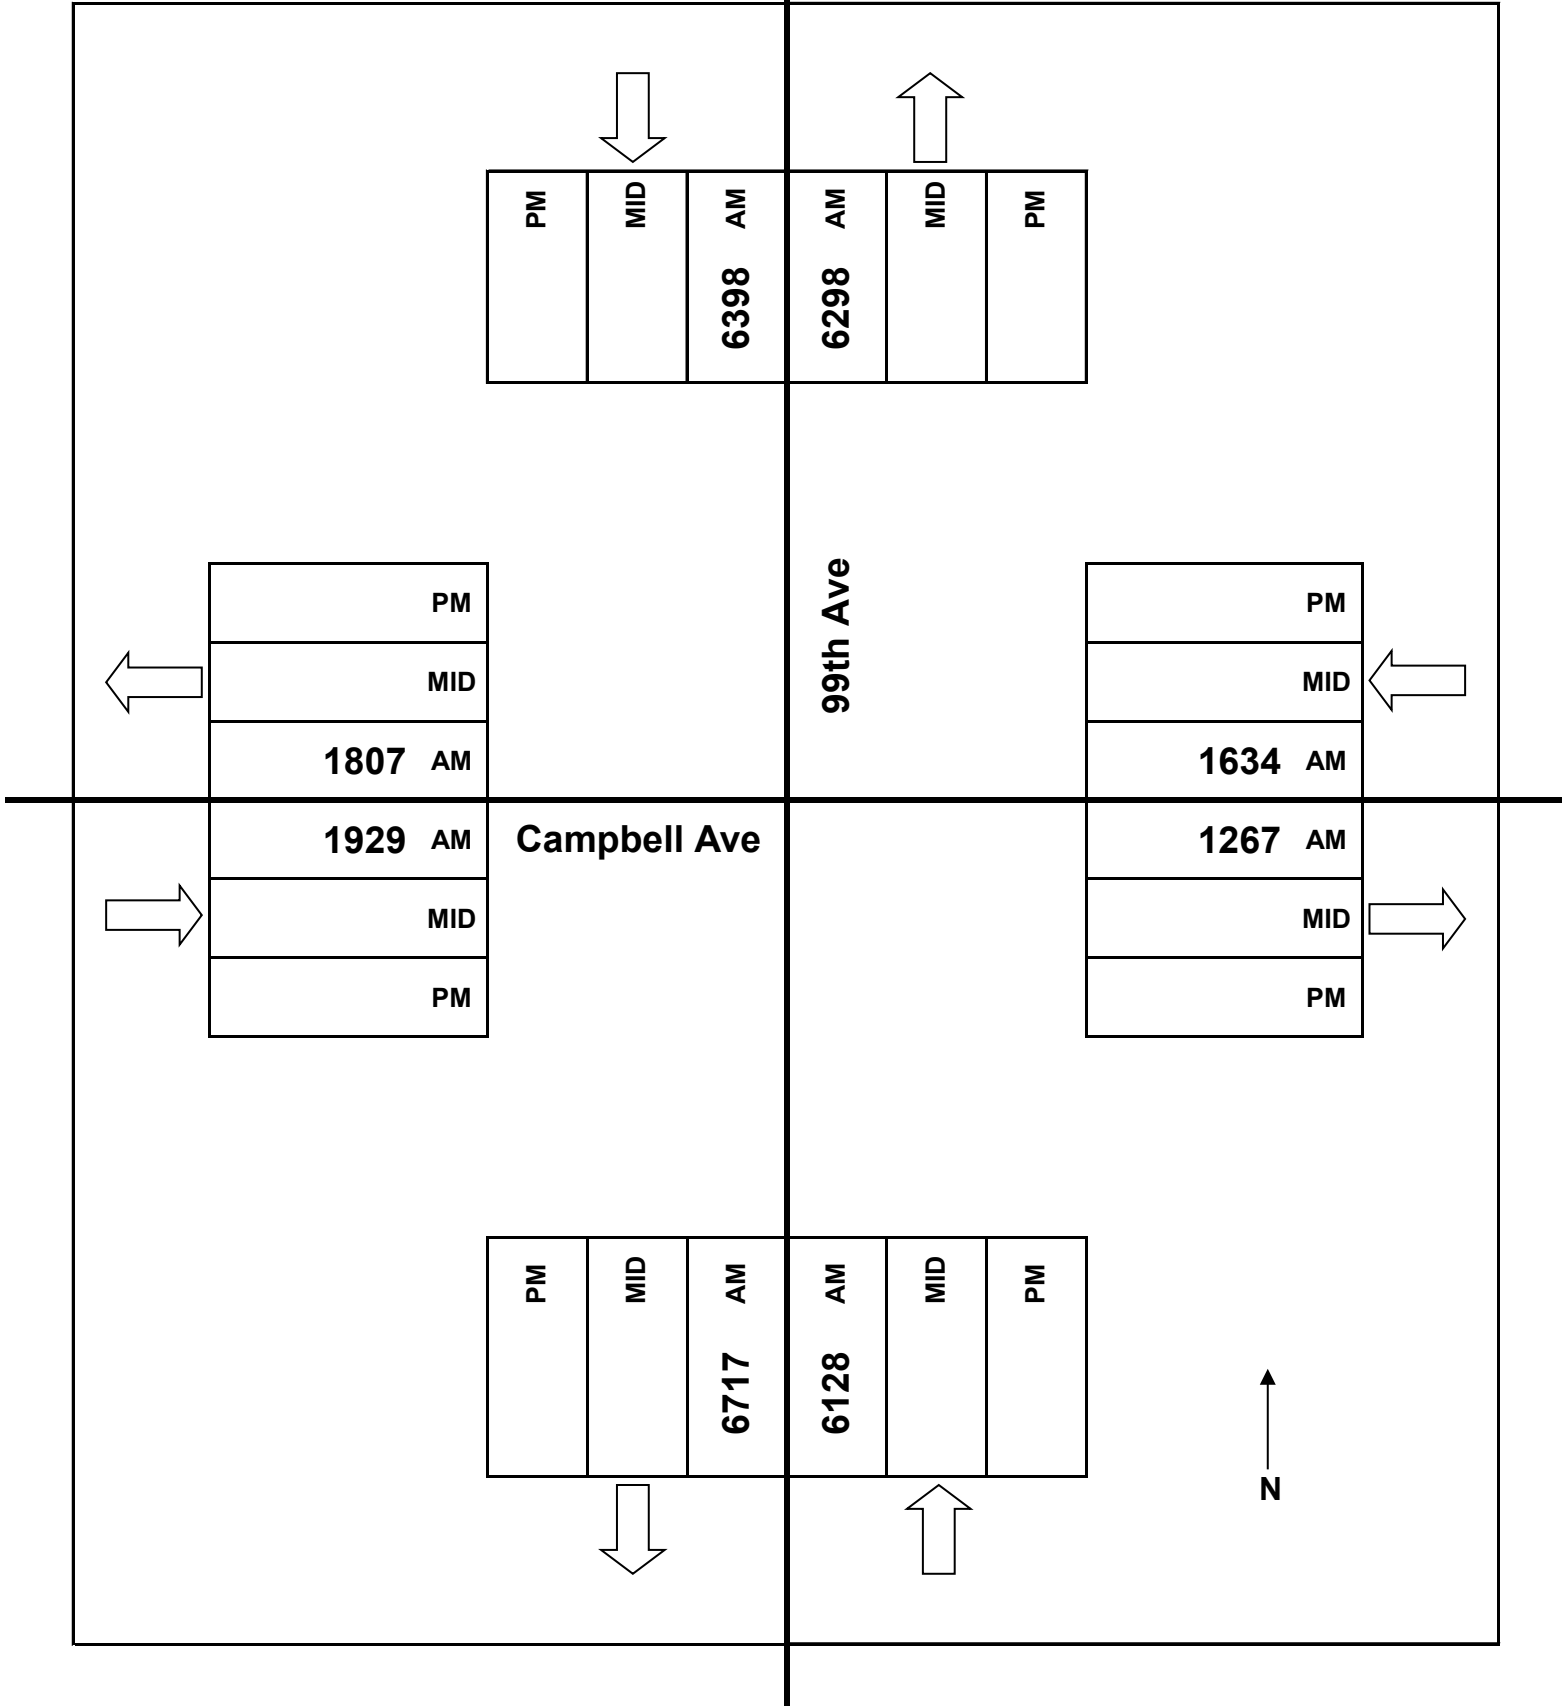 PM MID AM AM MID PM
6398 6298
99th Ave
PM
MID
1807 AM
PM
MID
1634 AM
1929 AM
MID
PM
Campbell Ave
1267 AM
MID
PM
PM MID AM AM MID PM
6717 6128
N